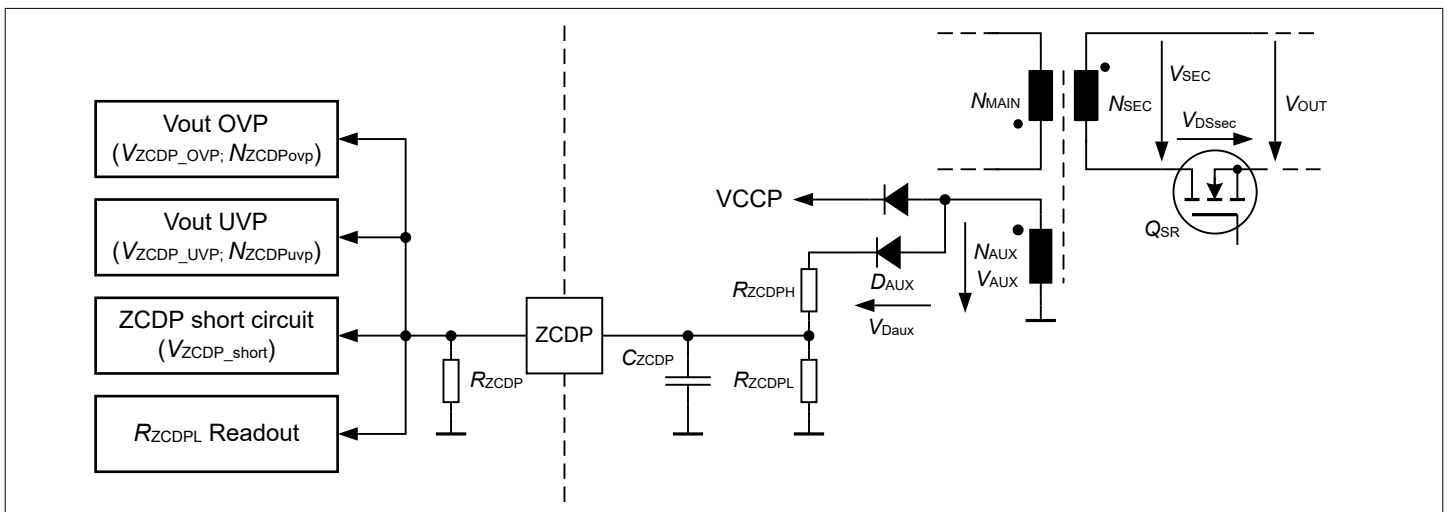 Vout OVP
(VZCDP_OVP; NZCDPovp)
Vout UVP
(VZCDP_UVP; NZCDPuvp)
ZCDP short circuit
(VZCDP_short)
RZCDPL Readout
RZCDP
ZCDP
CZCDP
RZCDPH
RZCDPL
VCCP
DAUX
VDaux
NAUX
VAUX
NMAIN
NSEC
VSEC
VDSsec
VOUT
QSR